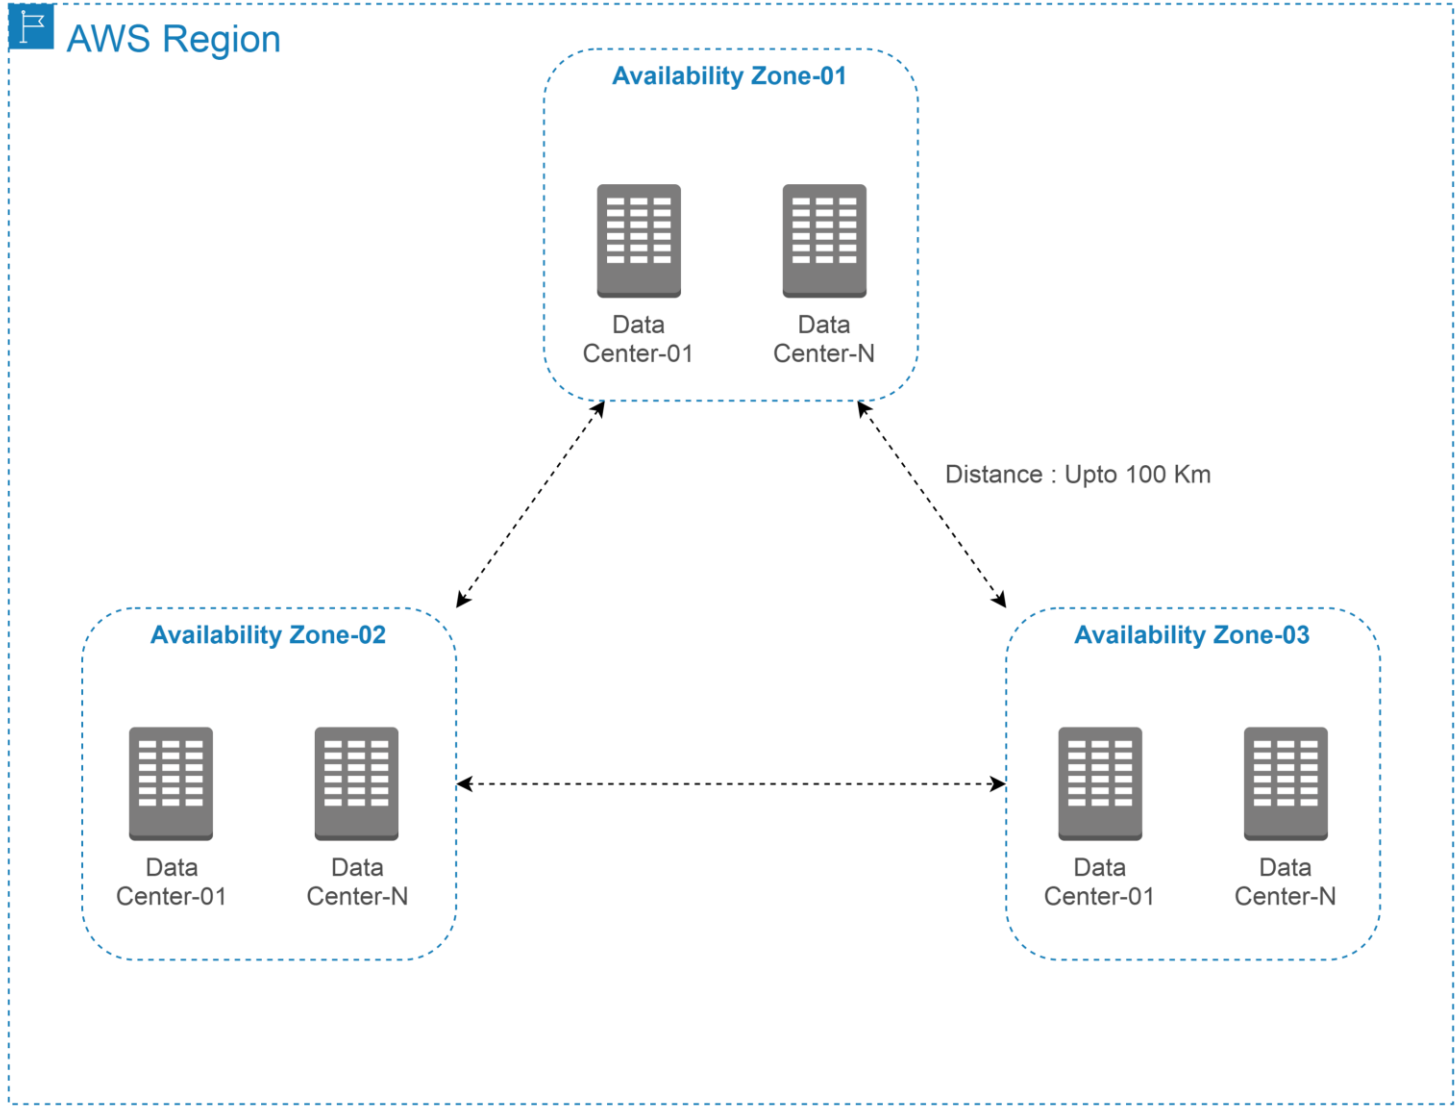 AWS Region
Availability Zone-01
Data
Center-01
Data
Center-N
Distance : Upto 100 Km
Availability Zone-02
Data
Center-01
Data
Center-N
Availability Zone-03
Data
Center-01
Data
Center-N